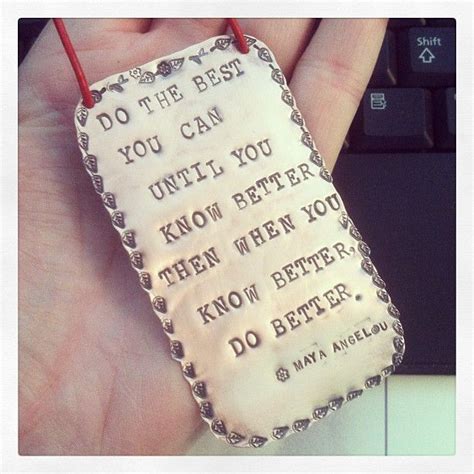 Shift
DO THE BEST
YOU CAN
UNTIL YOU
KNOW BETTER
THEN WHEN YOU
KNOW BETTER,
DO BETTER.
MAYA ANGELOU